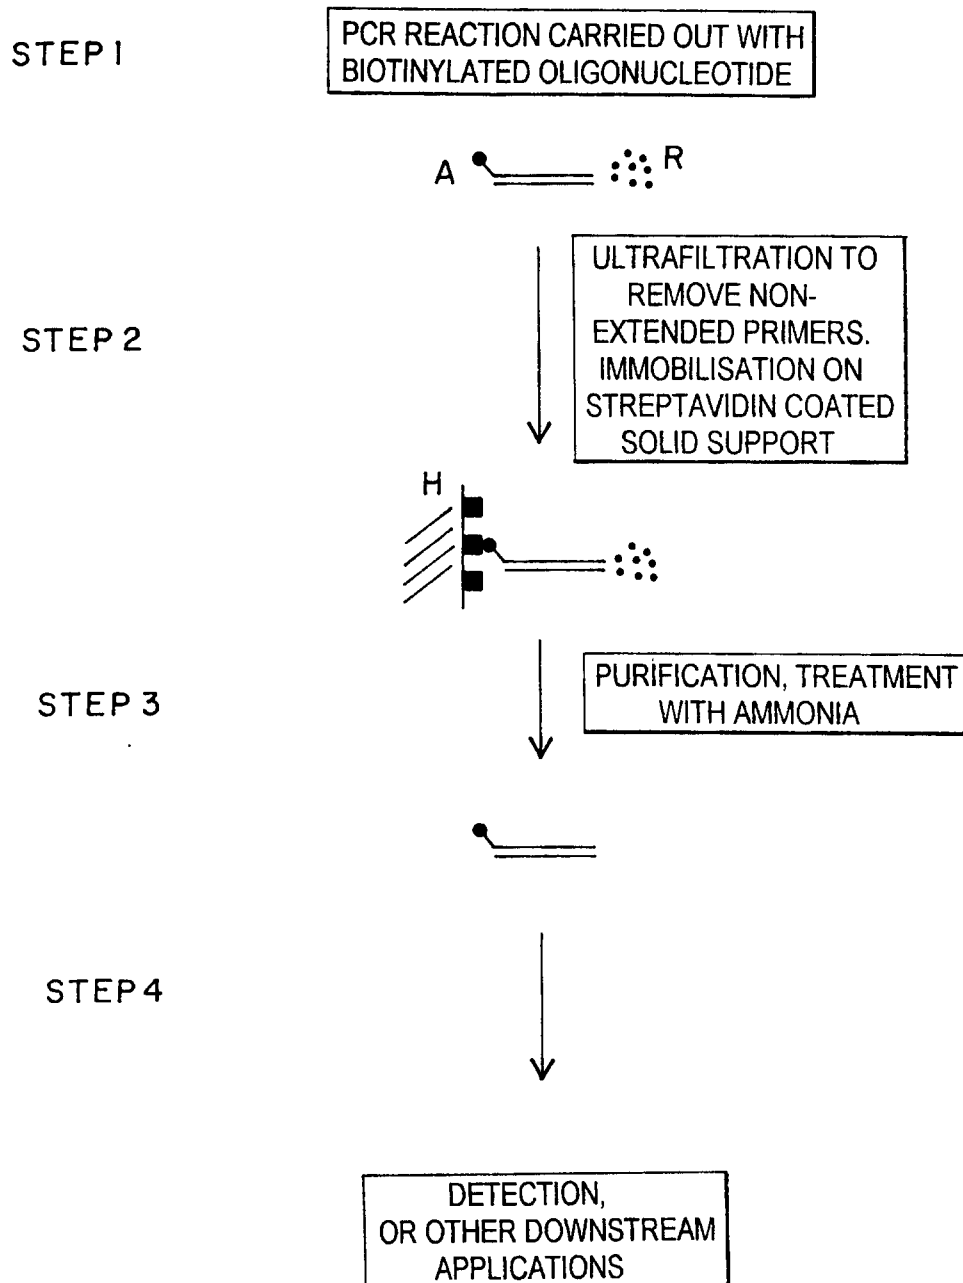 STEP 1
PCR REACTION CARRIED OUT WITH
BIOTINYLATED OLIGONUCLEOTIDE
A
R
STEP 2
ULTRAFILTRATION TO
REMOVE NON-
EXTENDED PRIMERS.
IMMOBILISATION ON
STREPTAVIDIN COATED
SOLID SUPPORT
H
STEP 3
PURIFICATION, TREATMENT
WITH AMMONIA
STEP 4
DETECTION,
OR OTHER DOWNSTREAM
APPLICATIONS